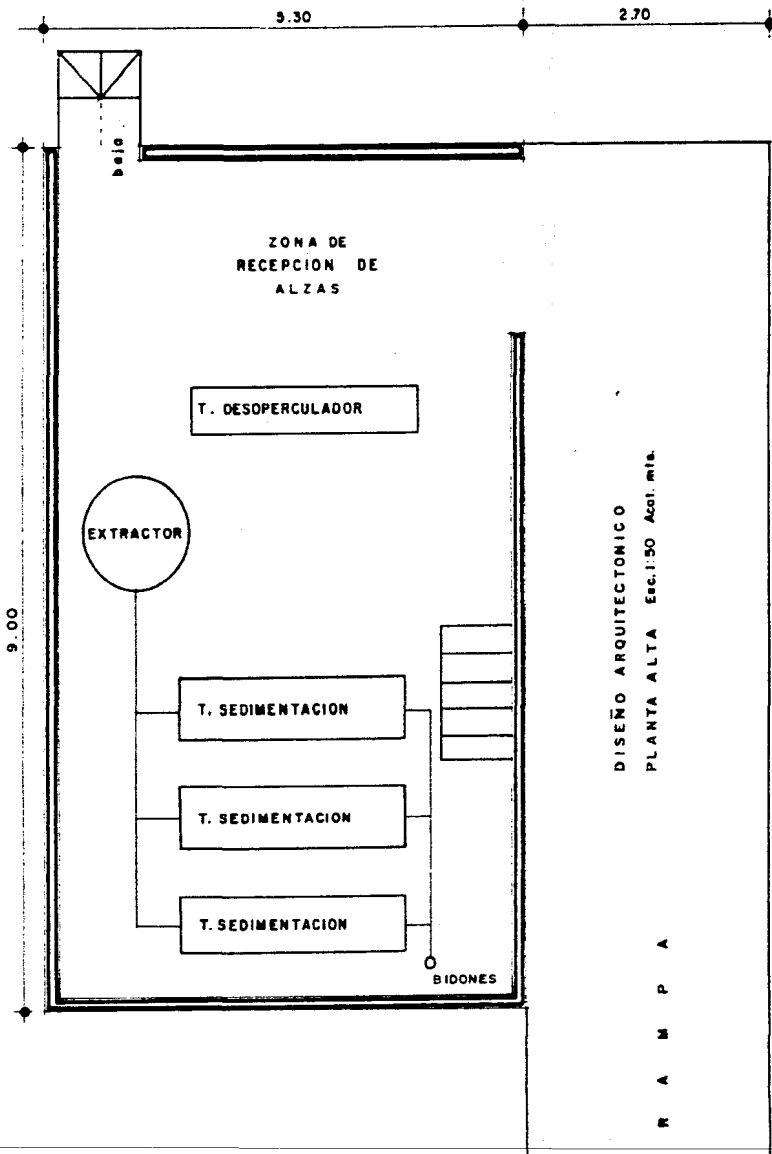 5.30
2.70
baja
ZONA DE
RECEPCION DE
ALZAS
T. DESOPERCULADOR
EXTRACTOR
9.00
T. SEDIMENTACION
T. SEDIMENTACION
T. SEDIMENTACION
BIDONES
DISEÑO ARQUITECTONICO
PLANTA ALTA Esc. 1:50 Acot. mts.
RAMPA